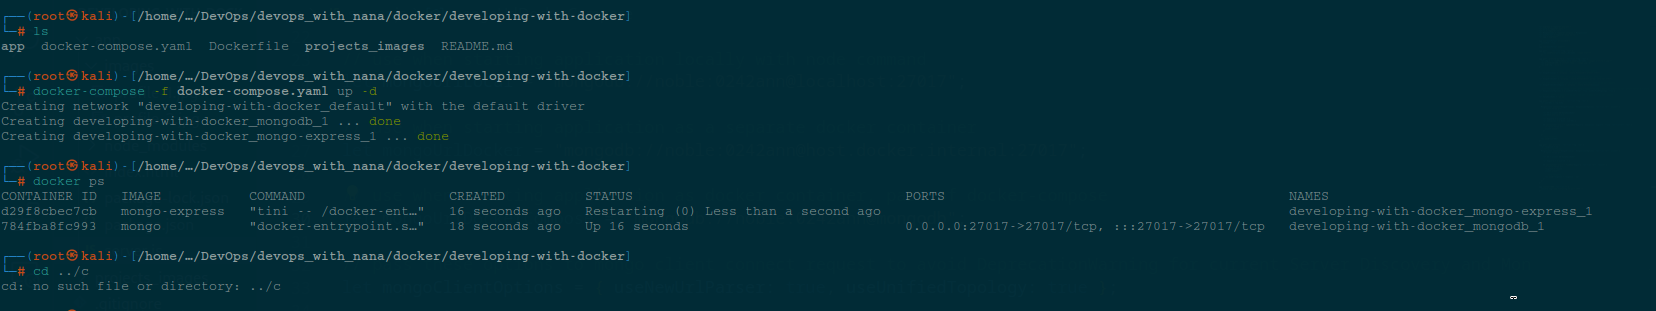 ┌──(root㉿kali)-[/home/…/DevOps/devops_with_nana/docker/developing-with-docker]
└─# ls
app  docker-compose.yaml  Dockerfile  projects_images  README.md
┌──(root㉿kali)-[/home/…/DevOps/devops_with_nana/docker/developing-with-docker]
└─# docker-compose -f docker-compose.yaml up -d
Creating network "developing-with-docker_default" with the default driver
Creating developing-with-docker_mongodb_1 ... done
Creating developing-with-docker_mongo-express_1 ... done
┌──(root㉿kali)-[/home/…/DevOps/devops_with_nana/docker/developing-with-docker]
└─# docker ps
CONTAINER ID   IMAGE           COMMAND                  CREATED          STATUS                                  PORTS                                           NAMES
d29f8cbec7cb   mongo-express   "tini -- /docker-ent…"   16 seconds ago   Restarting (0) Less than a second ago                                                   developing-with-docker_mongo-express_1
784fba8fc993   mongo           "docker-entrypoint.s…"   18 seconds ago   Up 16 seconds                           0.0.0.0:27017->27017/tcp, :::27017->27017/tcp   developing-with-docker_mongodb_1
┌──(root㉿kali)-[/home/…/DevOps/devops_with_nana/docker/developing-with-docker]
└─# cd ../c
cd: no such file or directory: ../c